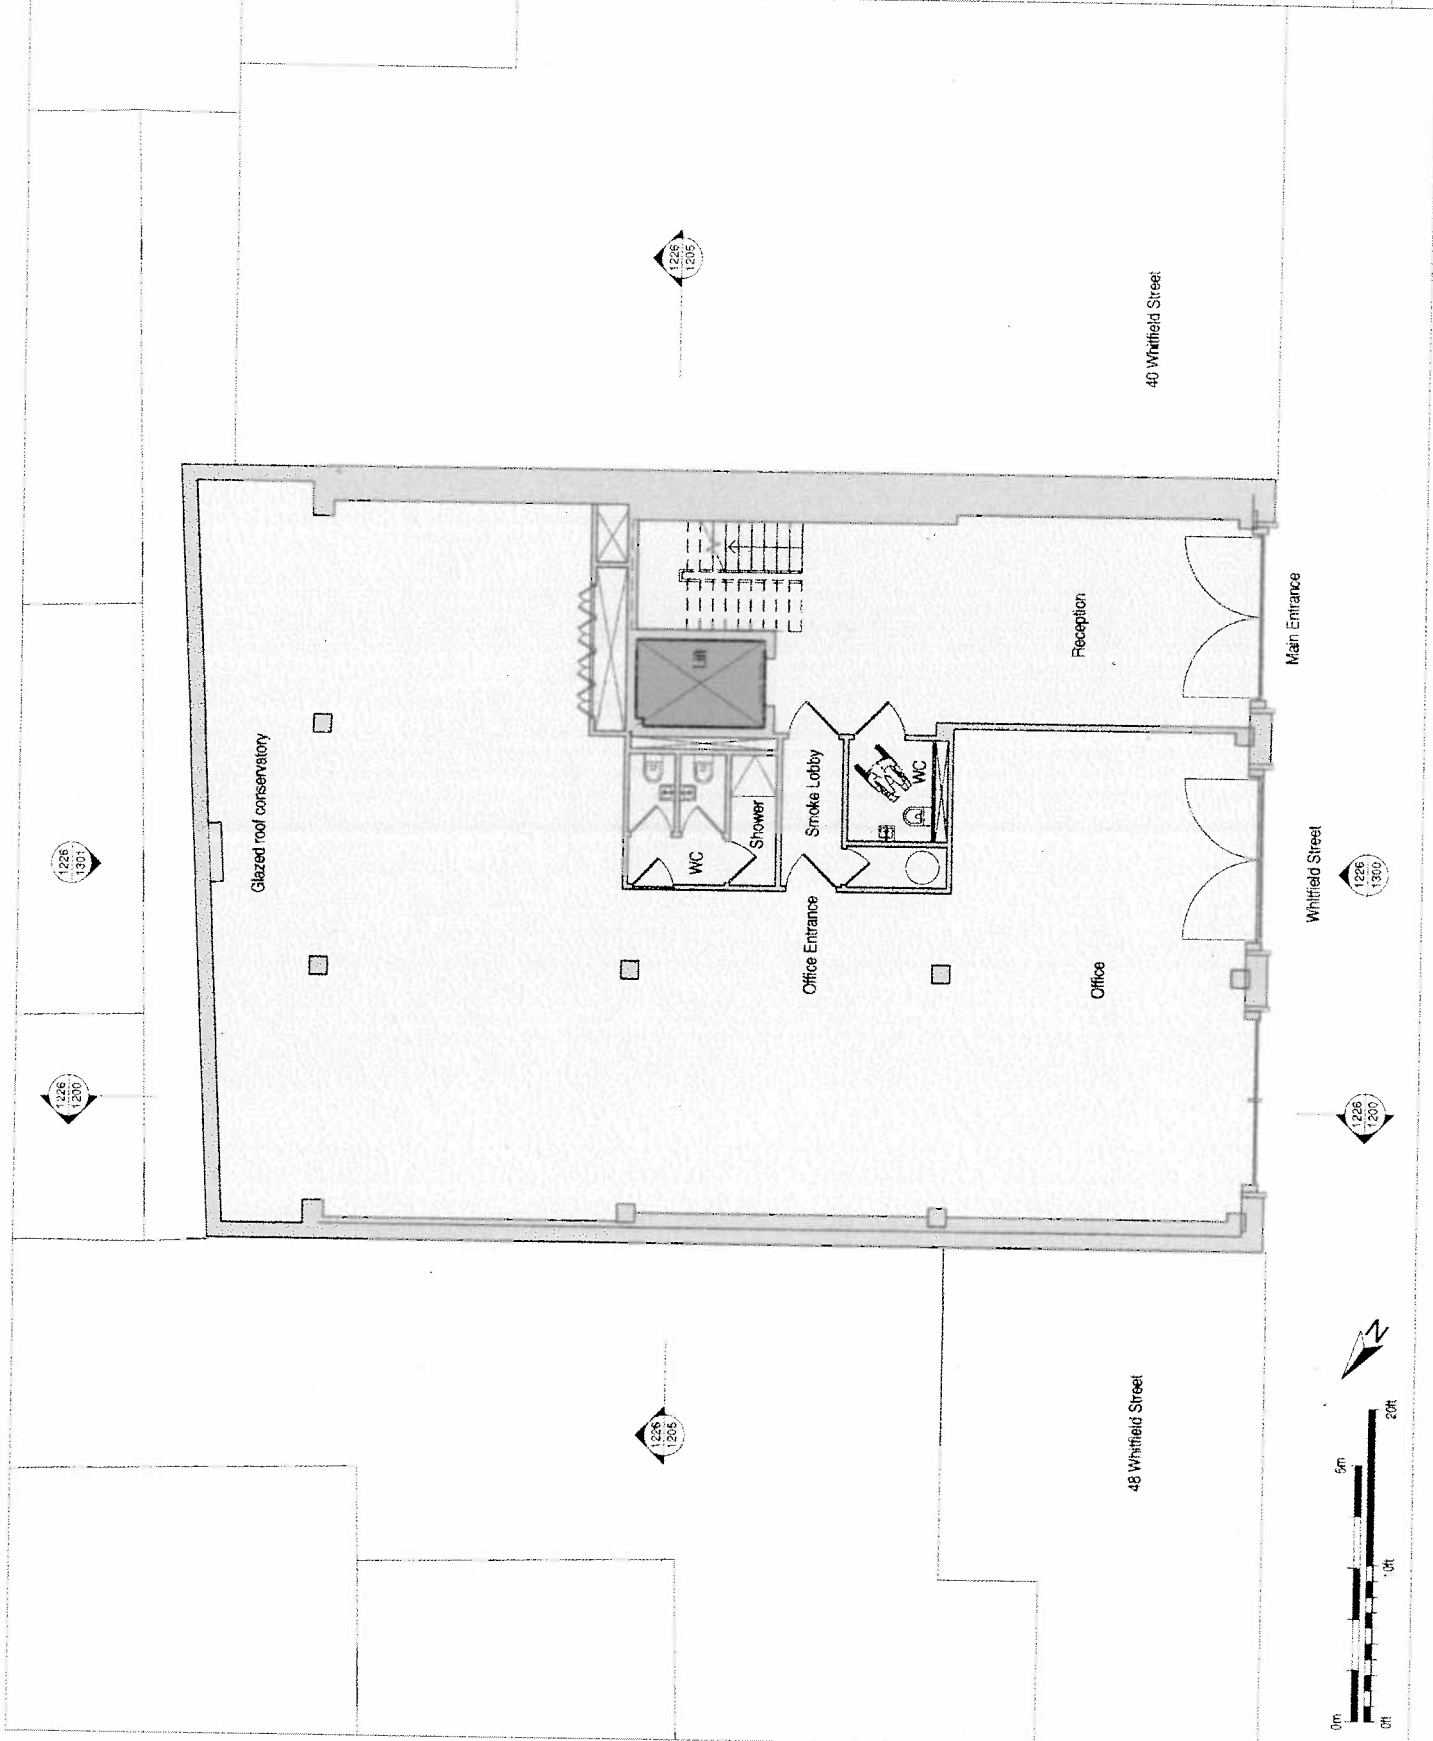 Glazed roof conservatory
1226
1301
1226
1200
1226
1205
40 Whitfield Street
Lift
WC
Shower
Smoke Lobby
WC
Office Entrance
Reception
Office
Main Entrance
Whitfield Street
1226
1300
1226
1200
1226
1205
48 Whitfield Street
N
0m
5m
0ft
10ft
20ft